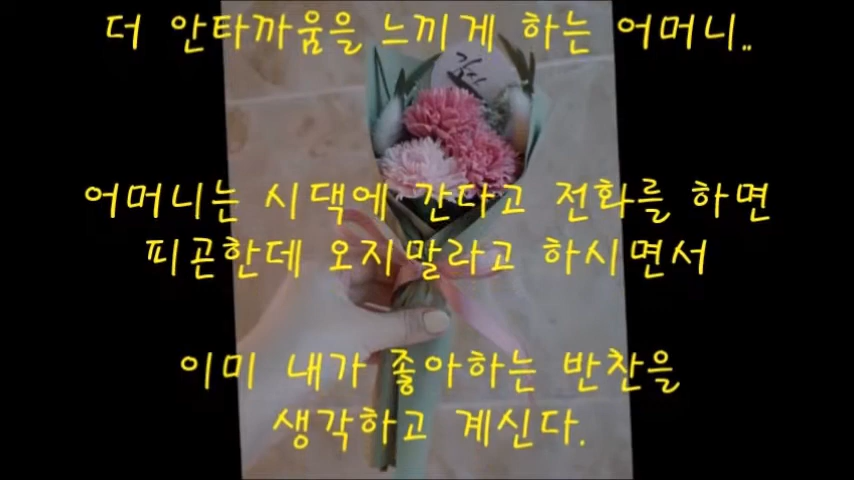 더 안타까움을 느끼게 하는 어머니..
감사
어머니는 시댁에 간다고 전화를 하면
피곤한데 오지말라고 하시면서
이미 내가 좋아하는 반찬을
생각하고 계신다.